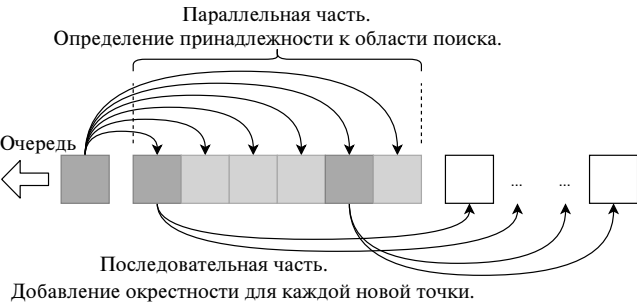 Параллельная часть.
Определение принадлежности к области поиска.
Очередь
... ...
Последовательная часть.
Добавление окрестности для каждой новой точки.